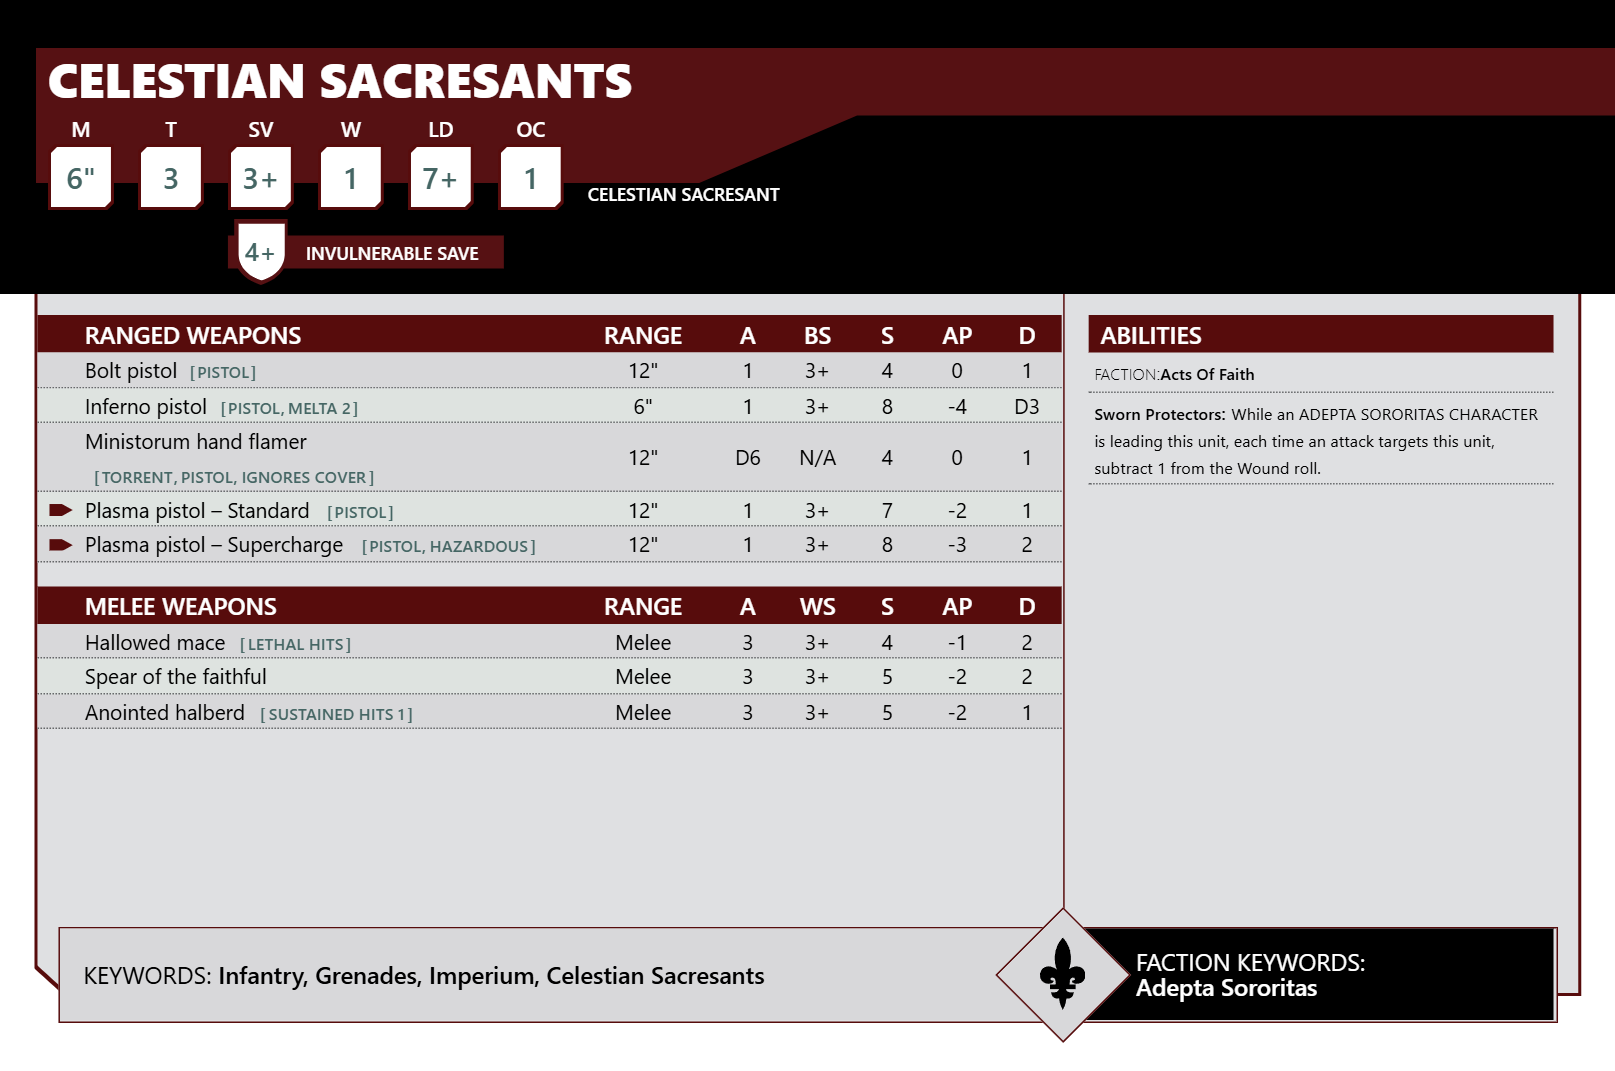 CELESTIAN SACRESANTS
M T SV W LD OC
6" 3 3+ 1 7+ 1
CELESTIAN SACRESANT
4+ INVULNERABLE SAVE
RANGED WEAPONS RANGE A BS S AP D
Bolt pistol [PISTOL] 12" 1 3+ 4 0 1
Inferno pistol [PISTOL, MELTA 2] 6" 1 3+ 8 -4 D3
Ministorum hand flamer
[TORRENT, PISTOL, IGNORES COVER] 12" D6 N/A 4 0 1
Plasma pistol – Standard [PISTOL] 12" 1 3+ 7 -2 1
Plasma pistol – Supercharge [PISTOL, HAZARDOUS] 12" 1 3+ 8 -3 2
MELEE WEAPONS RANGE A WS S AP D
Hallowed mace [LETHAL HITS] Melee 3 3+ 4 -1 2
Spear of the faithful Melee 3 3+ 5 -2 2
Anointed halberd [SUSTAINED HITS 1] Melee 3 3+ 5 -2 1
ABILITIES
FACTION:Acts Of Faith
Sworn Protectors: While an ADEPTA SORORITAS CHARACTER
is leading this unit, each time an attack targets this unit,
subtract 1 from the Wound roll.
KEYWORDS: Infantry, Grenades, Imperium, Celestian Sacresants
FACTION KEYWORDS:
Adepta Sororitas